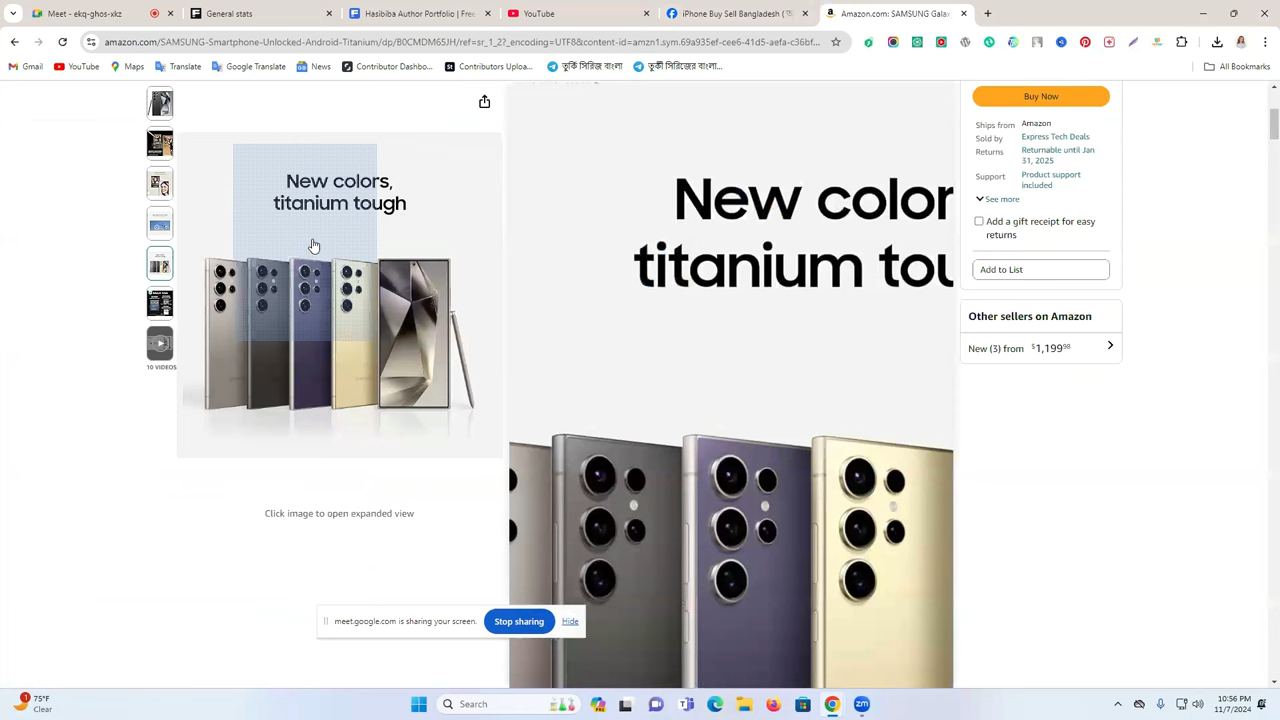 Meet - ekq-ghos-xkz
General stats
Hasibiba Author Portfolio | Free
YouTube
iPhone Buy Sell Bangladesh (
Amazon.com: SAMSUNG Galax
amazon.com/SAMSUNG-Smartphone-Unlocked-Android-Titanium/dp/B0CMDM65JH/ref=sr_1_2?_encoding=UTF8&content-id=amzn1.sym.69a935ef-cee6-41d5-aefa-c36bf...
Gmail
YouTube
Maps
Translate
Google Translate
News
Contributor Dashbo...
Contributors Uploa...
তুর্কি সিরিজ বাংলা
তুর্কী সিরিজের বাংলা...
All Bookmarks
Buy Now
Ships from Amazon
Sold by Express Tech Deals
Returns Returnable until Jan
31, 2025
Support Product support
included
See more
Add a gift receipt for easy
returns
Add to List
Other sellers on Amazon
New (3) from $1,199.98
New colors,
titanium tough
New color
titanium tou
10 VIDEOS
Click image to open expanded view
meet.google.com is sharing your screen.
Stop sharing
Hide
1
75°F
Clear
Search
10:56 PM
11/7/2024